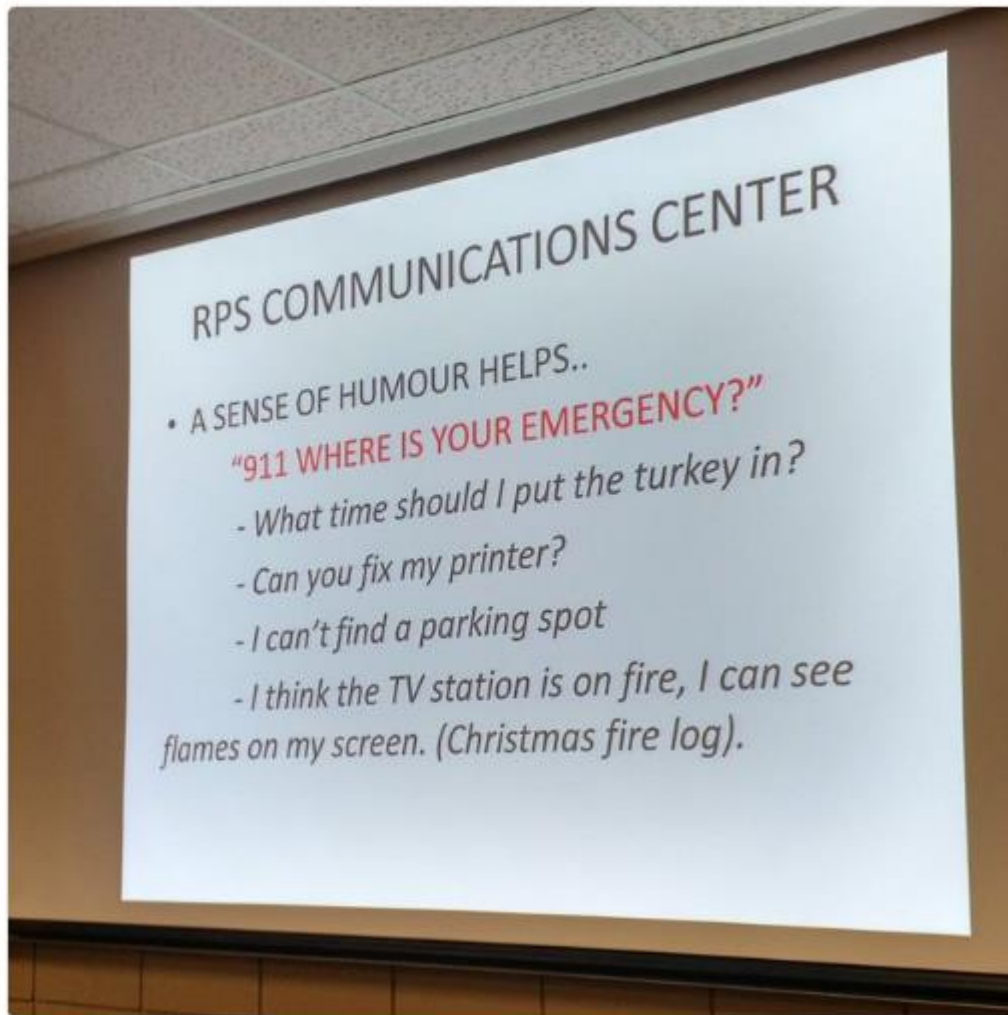 RPS COMMUNICATIONS CENTER
• A SENSE OF HUMOUR HELPS..
“911 WHERE IS YOUR EMERGENCY?”
- What time should I put the turkey in?
- Can you fix my printer?
- I can’t find a parking spot
- I think the TV station is on fire, I can see
flames on my screen. (Christmas fire log).